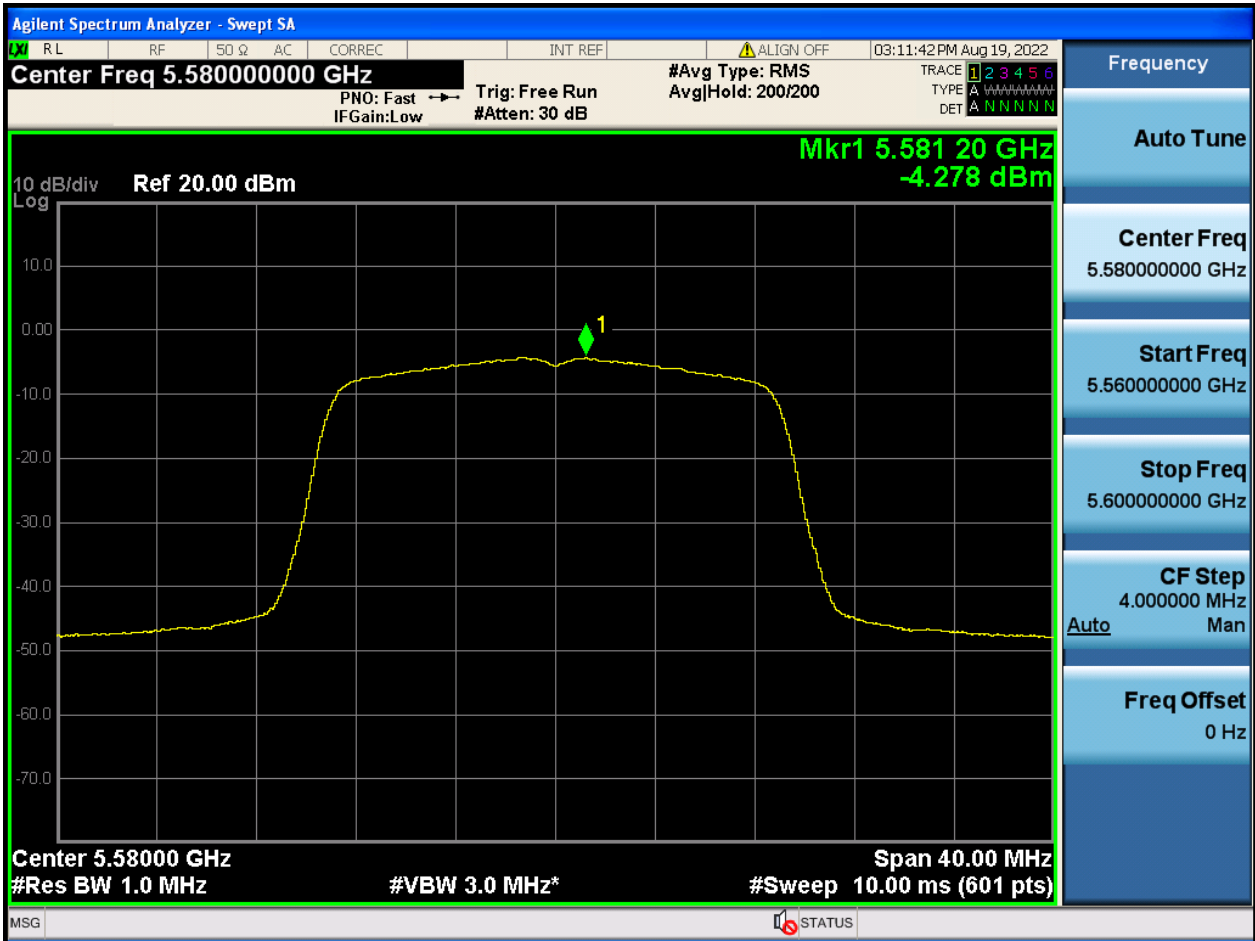 Agilent Spectrum Analyzer - Swept SA
LXI RL RF 50 Ω AC CORREC INT REF ALIGN OFF 03:11:42 PM Aug 19, 2022
Center Freq 5.580000000 GHz
PNO: Fast
IFGain:Low
Trig: Free Run
#Atten: 30 dB
#Avg Type: RMS
Avg|Hold: 200/200
TRACE 1 2 3 4 5 6
TYPE A WWWWWW
DET A N N N N N
Mkr1 5.581 20 GHz
-4.278 dBm
10 dB/div Ref 20.00 dBm
Log
1
10.0
0.00
-10.0
-20.0
-30.0
-40.0
-50.0
-60.0
-70.0
Center 5.58000 GHz Span 40.00 MHz
#Res BW 1.0 MHz #VBW 3.0 MHz* #Sweep 10.00 ms (601 pts)
MSG STATUS
Frequency
Auto Tune
Center Freq
5.580000000 GHz
Start Freq
5.560000000 GHz
Stop Freq
5.600000000 GHz
CF Step
4.000000 MHz
Auto Man
Freq Offset
0 Hz